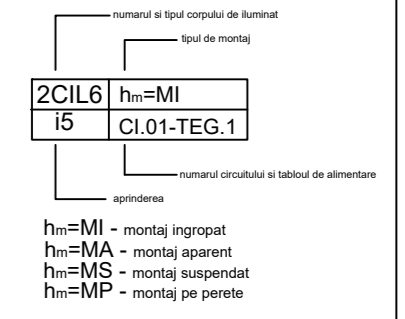 numarul si tipul corpului de iluminat
tipul de montaj
2CIL6 hm=MI
i5 CI.01-TEG.1
numarul circuitului si tabloul de alimentare
aprinderea
hm=MI - montaj ingropat
hm=MA - montaj aparent
hm=MS - montaj suspendat
hm=MP - montaj pe perete